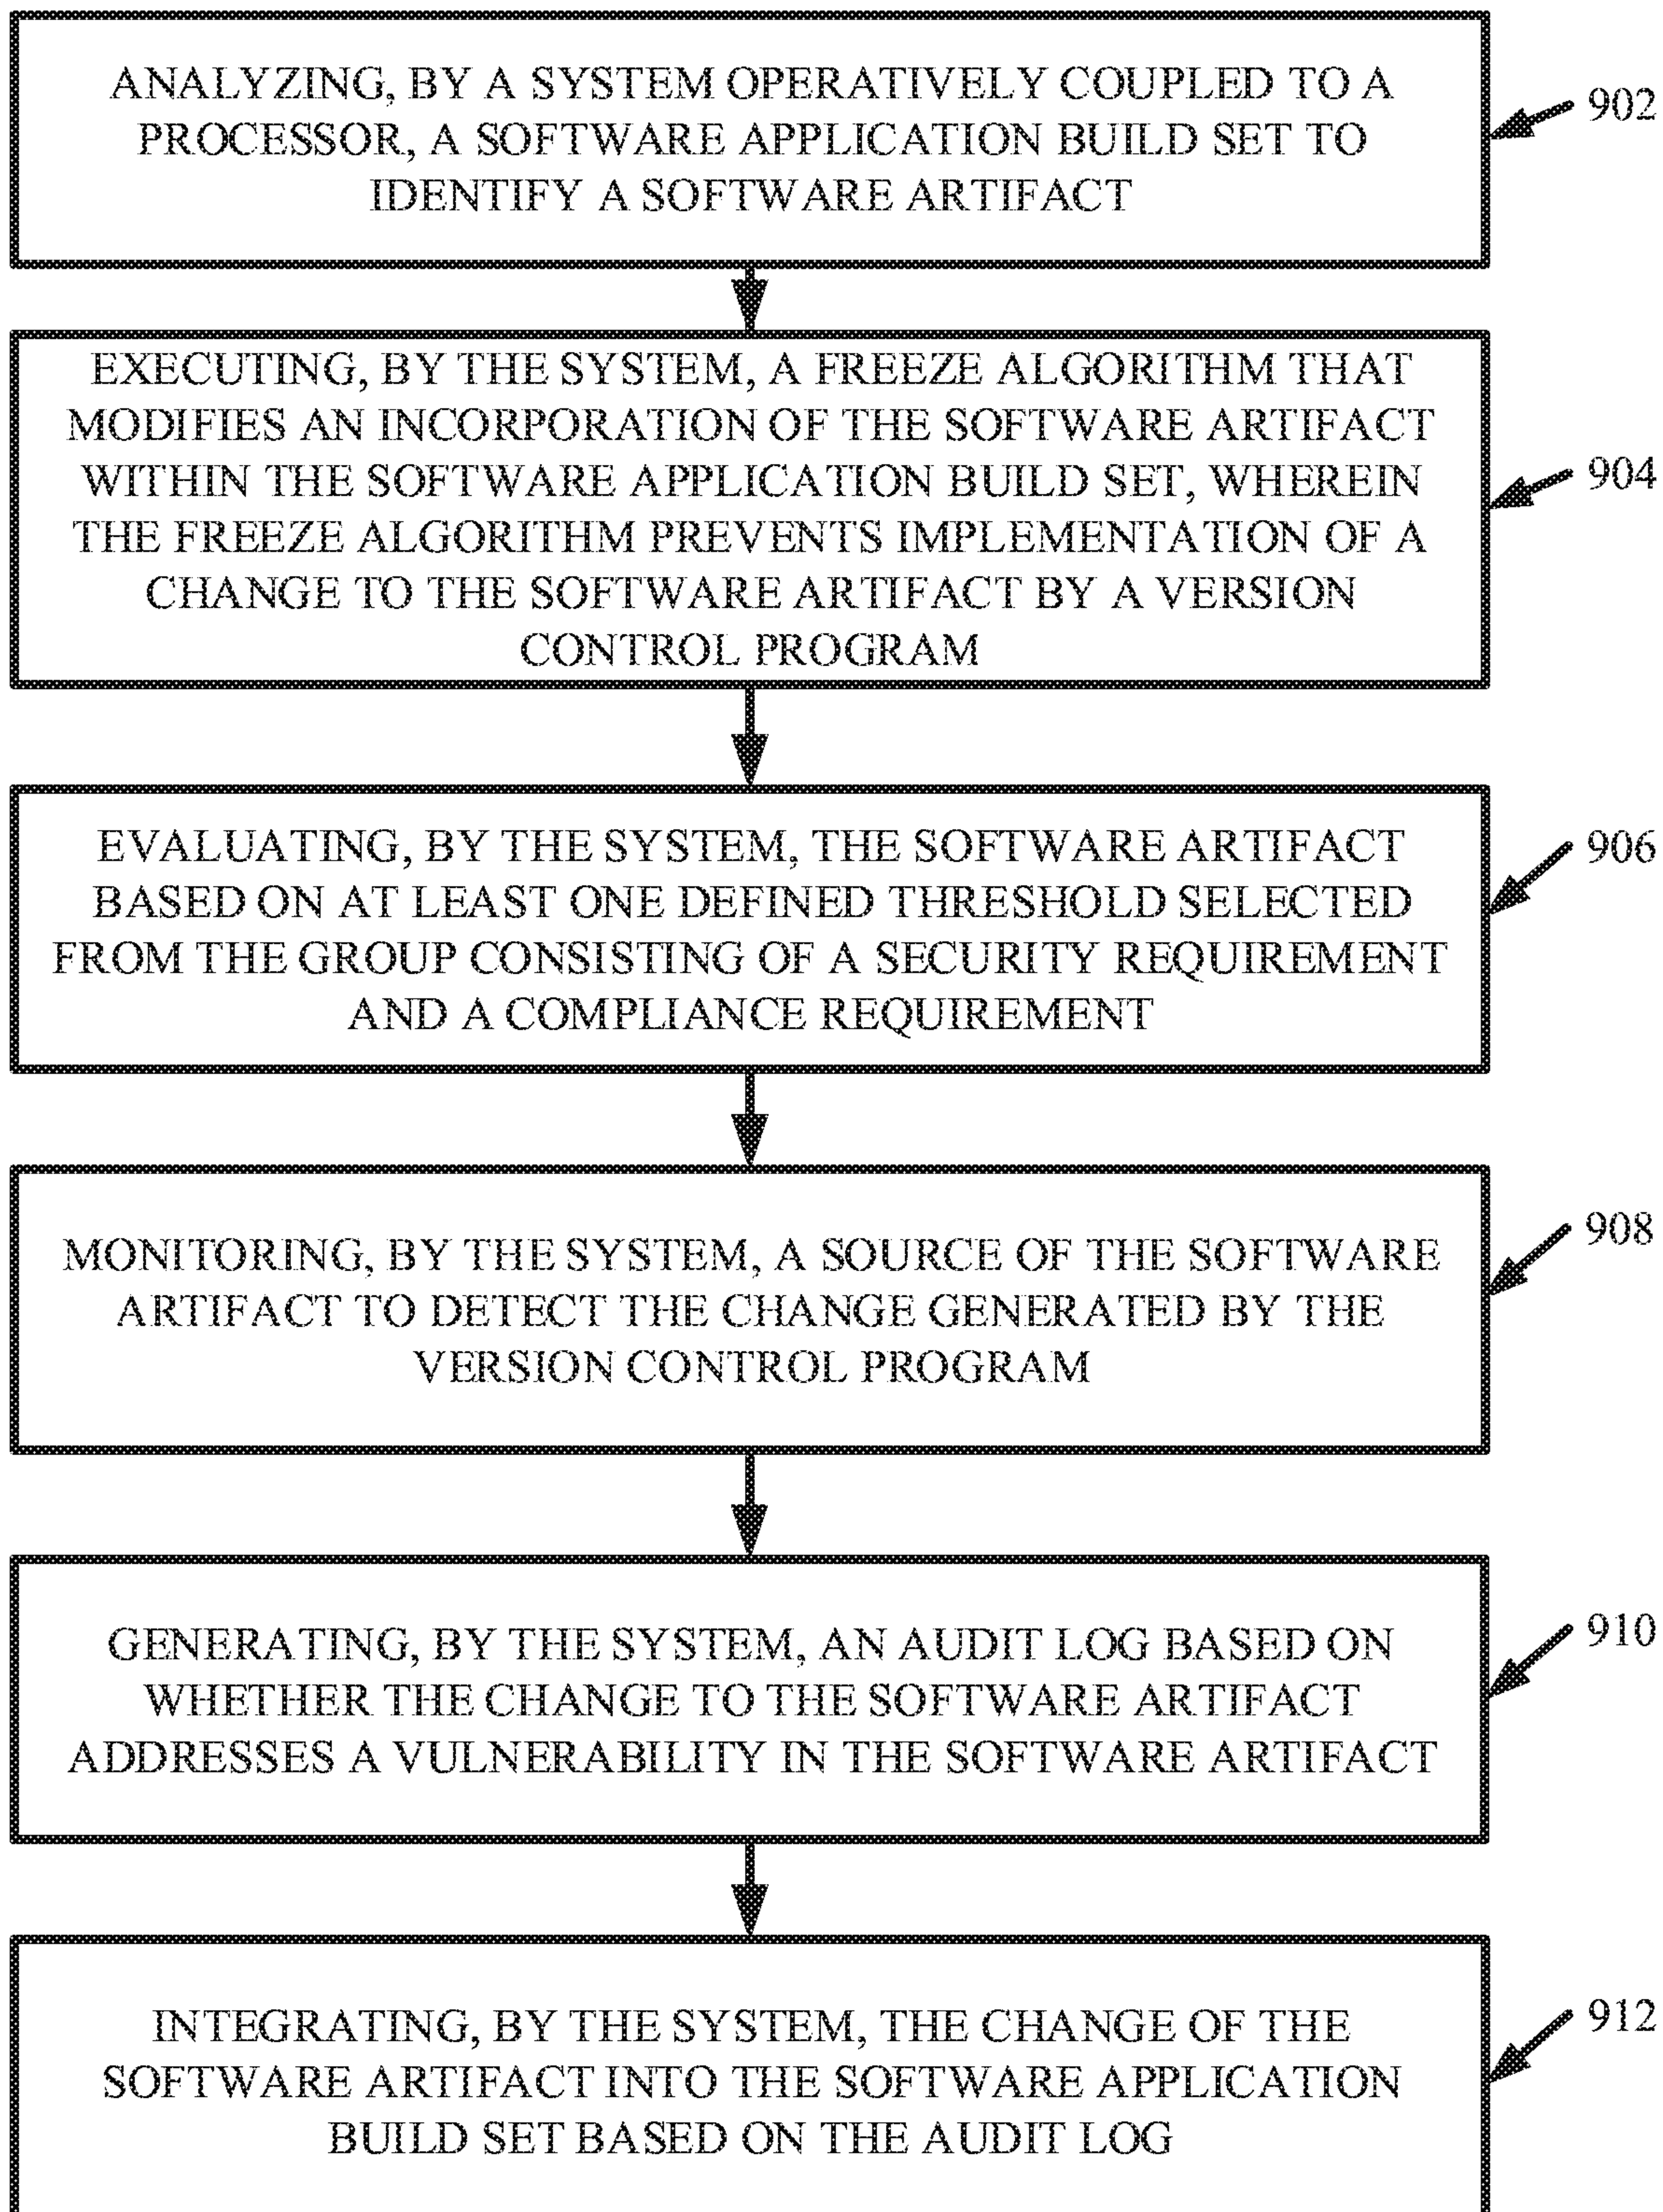 ANALYZING, BY A SYSTEM OPERATIVELY COUPLED TO A
PROCESSOR, A SOFTWARE APPLICATION BUILD SET TO
IDENTIFY A SOFTWARE ARTIFACT
902
EXECUTING, BY THE SYSTEM, A FREEZE ALGORITHM THAT
MODIFIES AN INCORPORATION OF THE SOFTWARE ARTIFACT
WITHIN THE SOFTWARE APPLICATION BUILD SET, WHEREIN
THE FREEZE ALGORITHM PREVENTS IMPLEMENTATION OF A
CHANGE TO THE SOFTWARE ARTIFACT BY A VERSION
CONTROL PROGRAM
904
EVALUATING, BY THE SYSTEM, THE SOFTWARE ARTIFACT
BASED ON AT LEAST ONE DEFINED THRESHOLD SELECTED
FROM THE GROUP CONSISTING OF A SECURITY REQUIREMENT
AND A COMPLIANCE REQUIREMENT
906
MONITORING, BY THE SYSTEM, A SOURCE OF THE SOFTWARE
ARTIFACT TO DETECT THE CHANGE GENERATED BY THE
VERSION CONTROL PROGRAM
908
GENERATING, BY THE SYSTEM, AN AUDIT LOG BASED ON
WHETHER THE CHANGE TO THE SOFTWARE ARTIFACT
ADDRESSES A VULNERABILITY IN THE SOFTWARE ARTIFACT
910
INTEGRATING, BY THE SYSTEM, THE CHANGE OF THE
SOFTWARE ARTIFACT INTO THE SOFTWARE APPLICATION
BUILD SET BASED ON THE AUDIT LOG
912